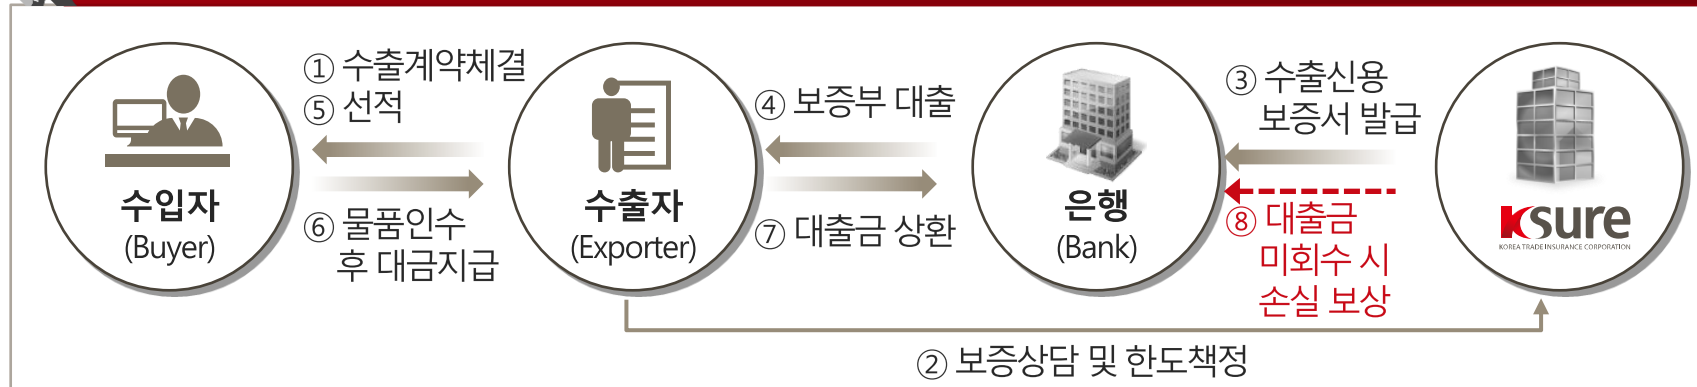 수입자
(Buyer)
① 수출계약체결
⑤ 선적
⑥ 물품인수
후 대금지급
수출자
(Exporter)
④ 보증부 대출
⑦ 대출금 상환
은행
(Bank)
③ 수출신용
보증서 발급
⑧ 대출금
미회수 시
손실 보상
Ksure
KOREA TRADE INSURANCE CORPORATION
② 보증상담 및 한도책정